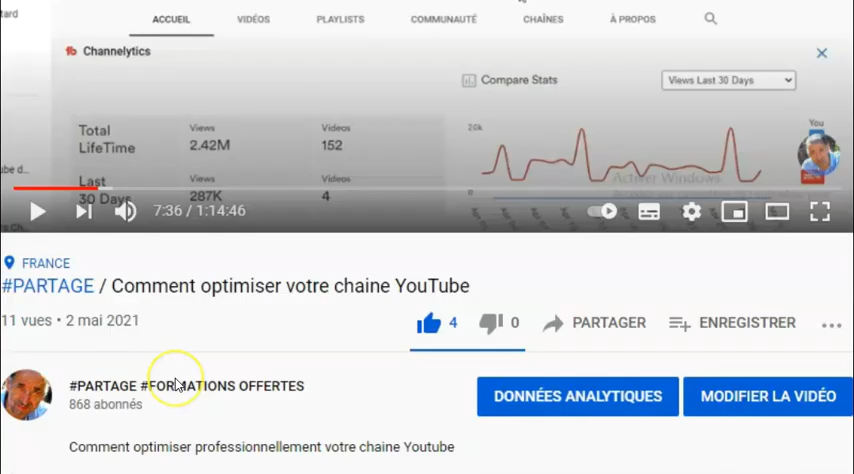 tard
ACCUEIL VIDÉOS PLAYLISTS COMMUNAUTÉ CHAÎNES À PROPOS
Channelytics
Compare Stats Views Last 30 Days
Total LifeTime
Views 2.42M
Videos 152
20k
You
Last 30 Days
Views 287K
Videos 4
0
Activer Windows
ube d...
7:36 / 1:14:46
FRANCE
#PARTAGE / Comment optimiser votre chaine YouTube
11 vues • 2 mai 2021
4 0 PARTAGER ENREGISTRER
#PARTAGE #FORMATIONS OFFERTES
868 abonnés
DONNÉES ANALYTIQUES MODIFIER LA VIDÉO
Comment optimiser professionnellement votre chaine Youtube